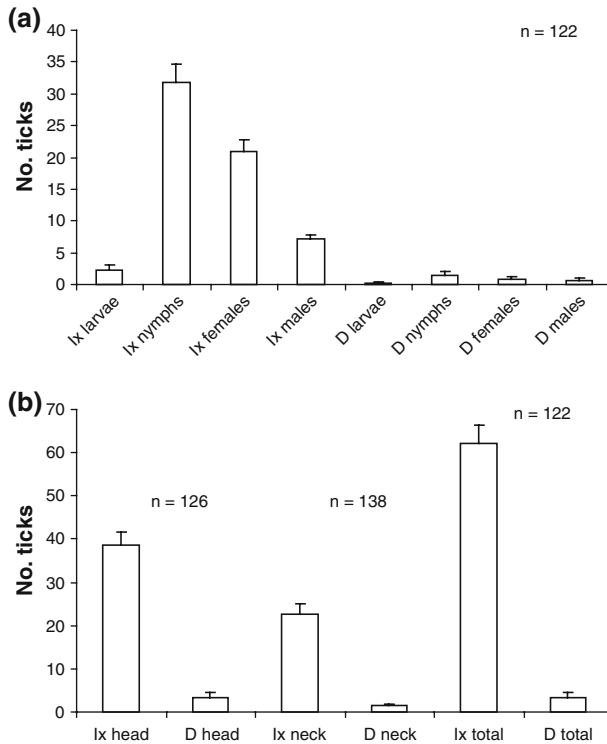 (a)
n = 122
No. ticks
40
35
30
25
20
15
10
5
0
Ix larvae
Ix nymphs
Ix females
Ix males
D larvae
D nymphs
D females
D males
(b)
n = 122
n = 126
n = 138
No. ticks
70
60
50
40
30
20
10
0
Ix head D head Ix neck D neck Ix total D total